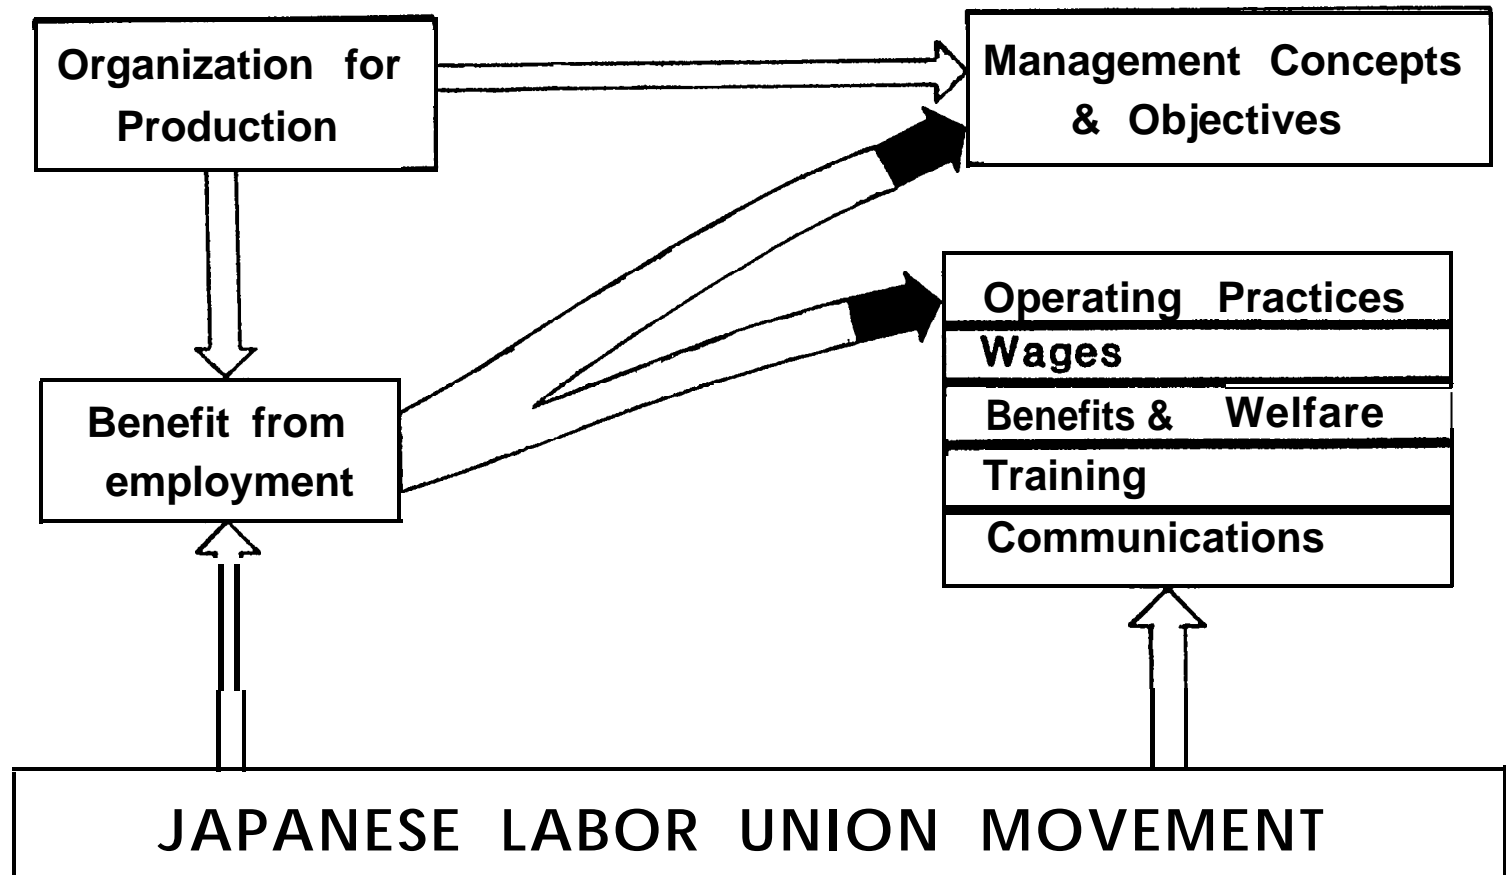 Organization for
Production
Management Concepts
& Objectives
Benefit from
employment
Operating Practices
Wages
Benefits & Welfare
Training
Communications
JAPANESE LABOR UNION MOVEMENT